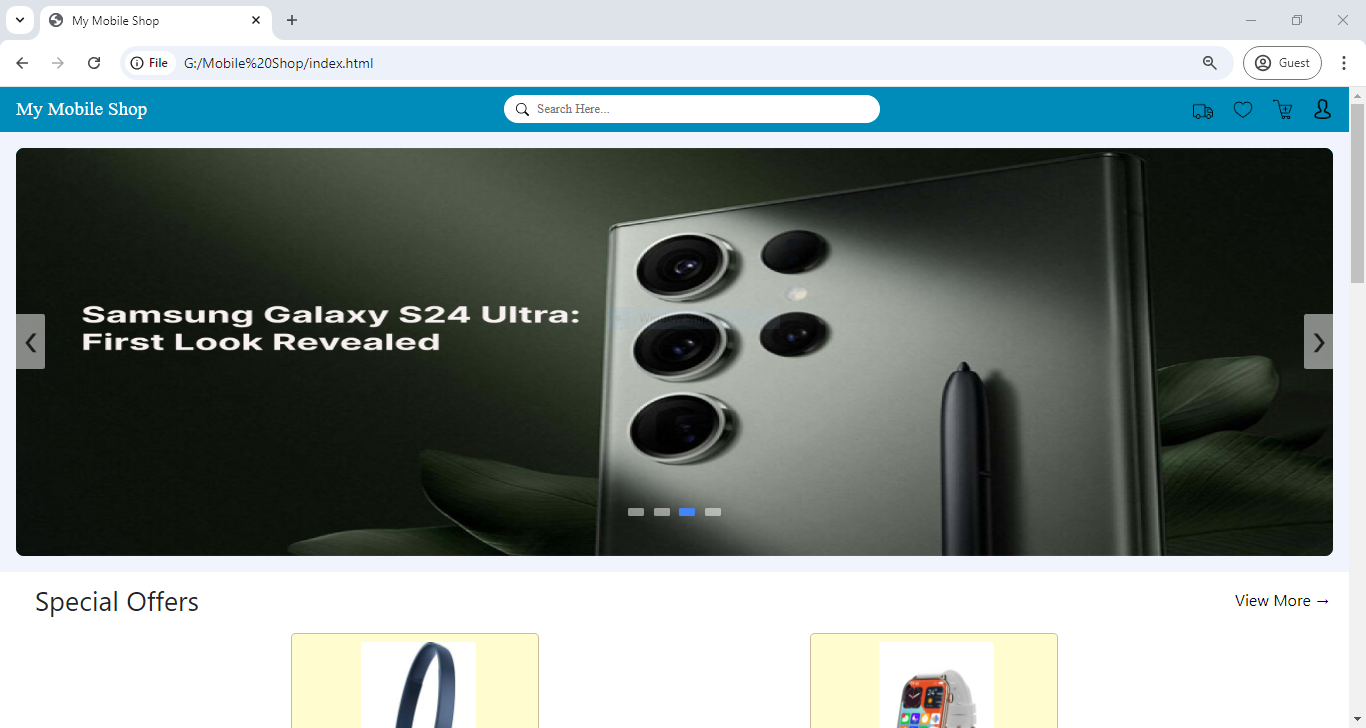 My Mobile Shop
File
G:/Mobile%20Shop/index.html
Guest
My Mobile Shop
Search Here...
Samsung Galaxy S24 Ultra:
First Look Revealed
Special Offers
View More →